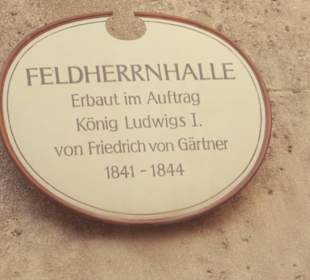 FELDHERRNHALLE
Erbaut im Auftrag
König Ludwigs I.
von Friedrich von Gärtner
1841 - 1844